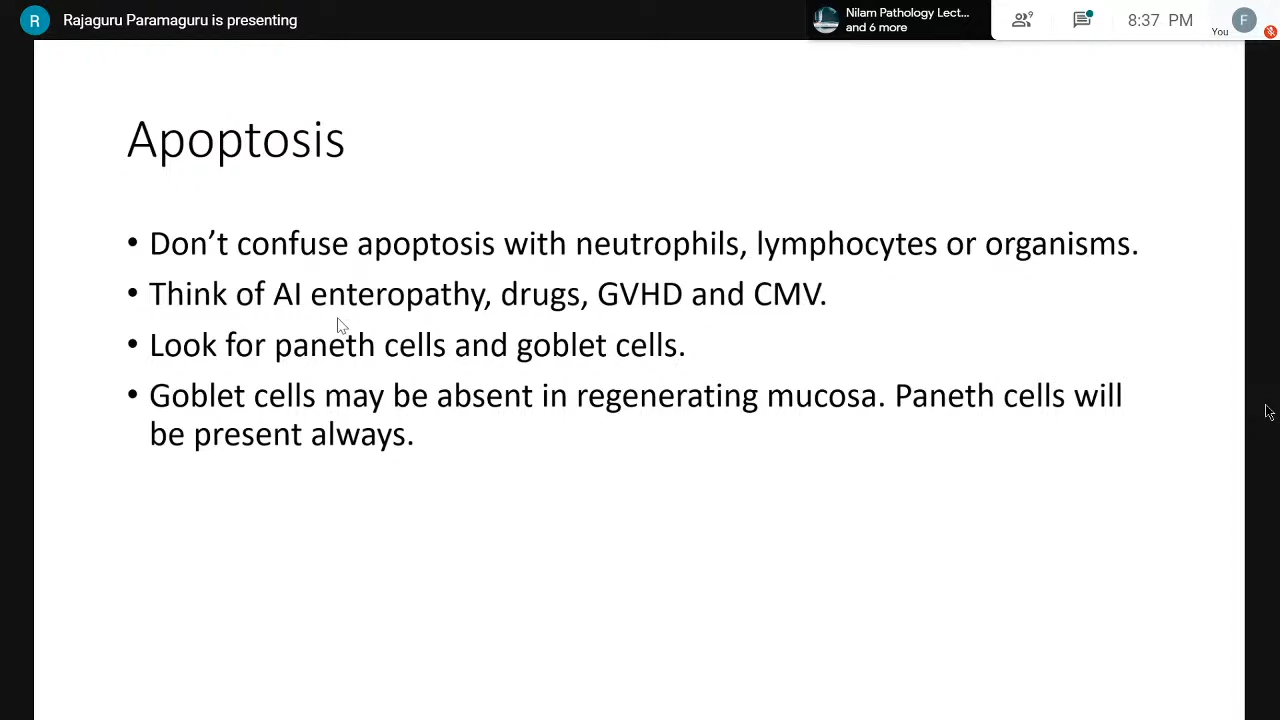 R Rajaguru Paramaguru is presenting
Nilam Pathology Lect...
and 6 more
9
8:37 PM
You
F
Apoptosis
• Don’t confuse apoptosis with neutrophils, lymphocytes or organisms.
• Think of AI enteropathy, drugs, GVHD and CMV.
• Look for paneth cells and goblet cells.
• Goblet cells may be absent in regenerating mucosa. Paneth cells will
be present always.